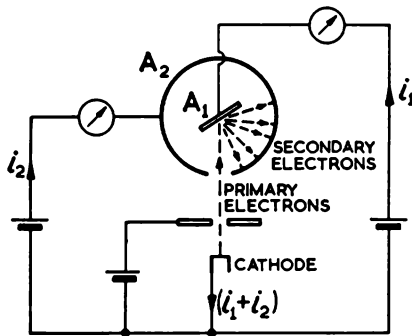 A₂
A₁
i₁
SECONDARY
ELECTRONS
i₂
PRIMARY
ELECTRONS
CATHODE
(i₁+i₂)